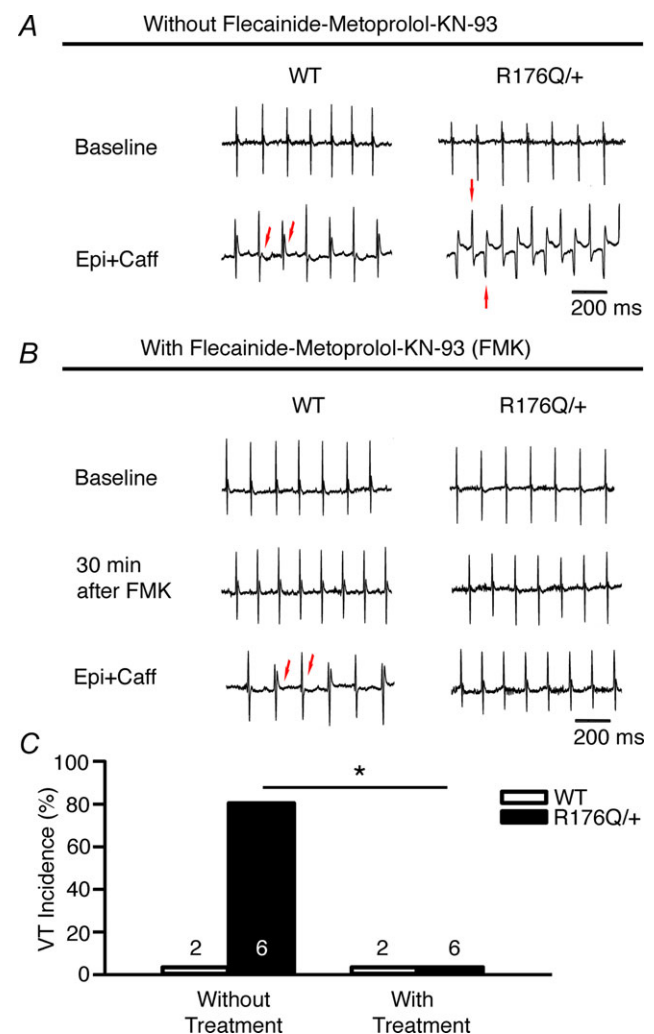 A
Without Flecainide-Metoprolol-KN-93
WT
R176Q/+
Baseline
Epi+Caff
200 ms
B
With Flecainide-Metoprolol-KN-93 (FMK)
WT
R176Q/+
Baseline
30 min
after FMK
Epi+Caff
200 ms
C
VT Incidence (%)
100
80
60
40
20
0
*
WT
R176Q/+
2
6
2
6
Without
Treatment
With
Treatment